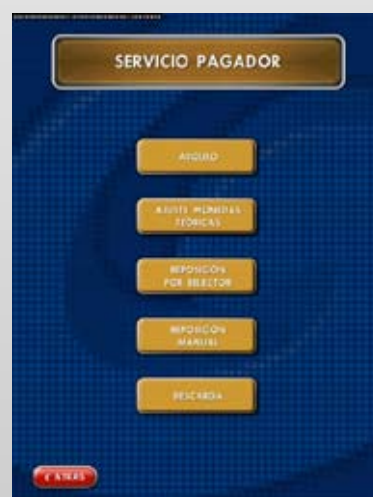 SERVICIO PAGADOR
ARQUEO
AJUSTE MONEDAS
TEÓRICAS
REPOSICIÓN
POR SELECTOR
REPOSICIÓN
MANUAL
DESCARGA
ATRÁS